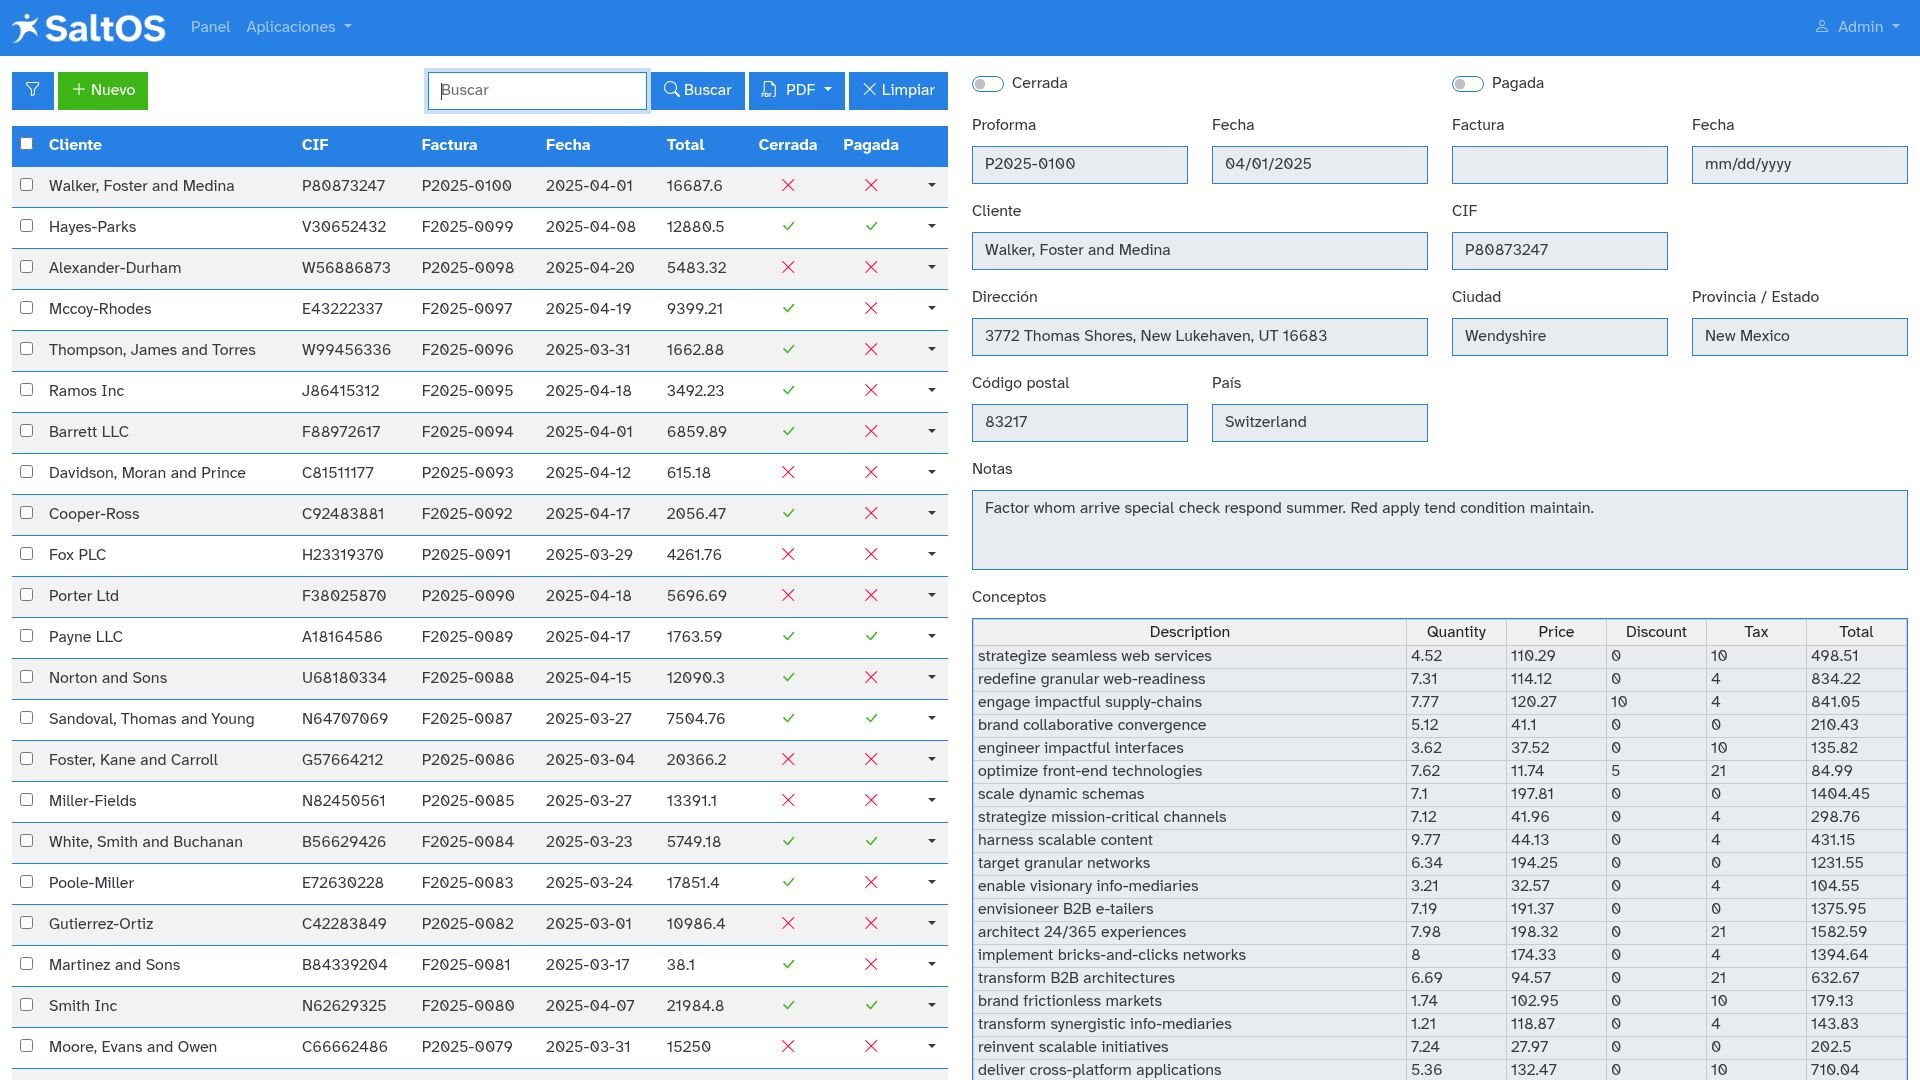 SaltOS Panel Aplicaciones Admin
Nuevo Buscar Buscar PDF Limpiar
Cliente CIF Factura Fecha Total Cerrada Pagada
Walker, Foster and Medina P80873247 P2025-0100 2025-04-01 16687.6
Hayes-Parks V30652432 F2025-0099 2025-04-08 12880.5
Alexander-Durham W56886873 P2025-0098 2025-04-20 5483.32
Mccoy-Rhodes E43222337 F2025-0097 2025-04-19 9399.21
Thompson, James and Torres W99456336 F2025-0096 2025-03-31 1662.88
Ramos Inc J86415312 F2025-0095 2025-04-18 3492.23
Barrett LLC F88972617 F2025-0094 2025-04-01 6859.89
Davidson, Moran and Prince C81511177 P2025-0093 2025-04-12 615.18
Cooper-Ross C92483881 F2025-0092 2025-04-17 2056.47
Fox PLC H23319370 P2025-0091 2025-03-29 4261.76
Porter Ltd F38025870 P2025-0090 2025-04-18 5696.69
Payne LLC A18164586 F2025-0089 2025-04-17 1763.59
Norton and Sons U68180334 F2025-0088 2025-04-15 12090.3
Sandoval, Thomas and Young N64707069 F2025-0087 2025-03-27 7504.76
Foster, Kane and Carroll G57664212 P2025-0086 2025-03-04 20366.2
Miller-Fields N82450561 P2025-0085 2025-03-27 13391.1
White, Smith and Buchanan B56629426 F2025-0084 2025-03-23 5749.18
Poole-Miller E72630228 F2025-0083 2025-03-24 17851.4
Gutierrez-Ortiz C42283849 P2025-0082 2025-03-01 10986.4
Martinez and Sons B84339204 F2025-0081 2025-03-17 38.1
Smith Inc N62629325 F2025-0080 2025-04-07 21984.8
Moore, Evans and Owen C66662486 P2025-0079 2025-03-31 15250
Cerrada Pagada
Proforma Fecha Factura Fecha
P2025-0100 04/01/2025 mm/dd/yyyy
Cliente CIF
Walker, Foster and Medina P80873247
Dirección Ciudad Provincia / Estado
3772 Thomas Shores, New Lukehaven, UT 16683 Wendyshire New Mexico
Código postal País
83217 Switzerland
Notas
Factor whom arrive special check respond summer. Red apply tend condition maintain.
Conceptos
Description Quantity Price Discount Tax Total
strategize seamless web services 4.52 110.29 0 10 498.51
redefine granular web-readiness 7.31 114.12 0 4 834.22
engage impactful supply-chains 7.77 120.27 10 4 841.05
brand collaborative convergence 5.12 41.1 0 0 210.43
engineer impactful interfaces 3.62 37.52 0 10 135.82
optimize front-end technologies 7.62 11.74 5 21 84.99
scale dynamic schemas 7.1 197.81 0 0 1404.45
strategize mission-critical channels 7.12 41.96 0 4 298.76
harness scalable content 9.77 44.13 0 4 431.15
target granular networks 6.34 194.25 0 0 1231.55
enable visionary info-mediaries 3.21 32.57 0 4 104.55
envisioneer B2B e-tailers 7.19 191.37 0 0 1375.95
architect 24/365 experiences 7.98 198.32 0 21 1582.59
implement bricks-and-clicks networks 8 174.33 0 4 1394.64
transform B2B architectures 6.69 94.57 0 21 632.67
brand frictionless markets 1.74 102.95 0 10 179.13
transform synergistic info-mediaries 1.21 118.87 0 4 143.83
reinvent scalable initiatives 7.24 27.97 0 0 202.5
deliver cross-platform applications 5.36 132.47 0 10 710.04